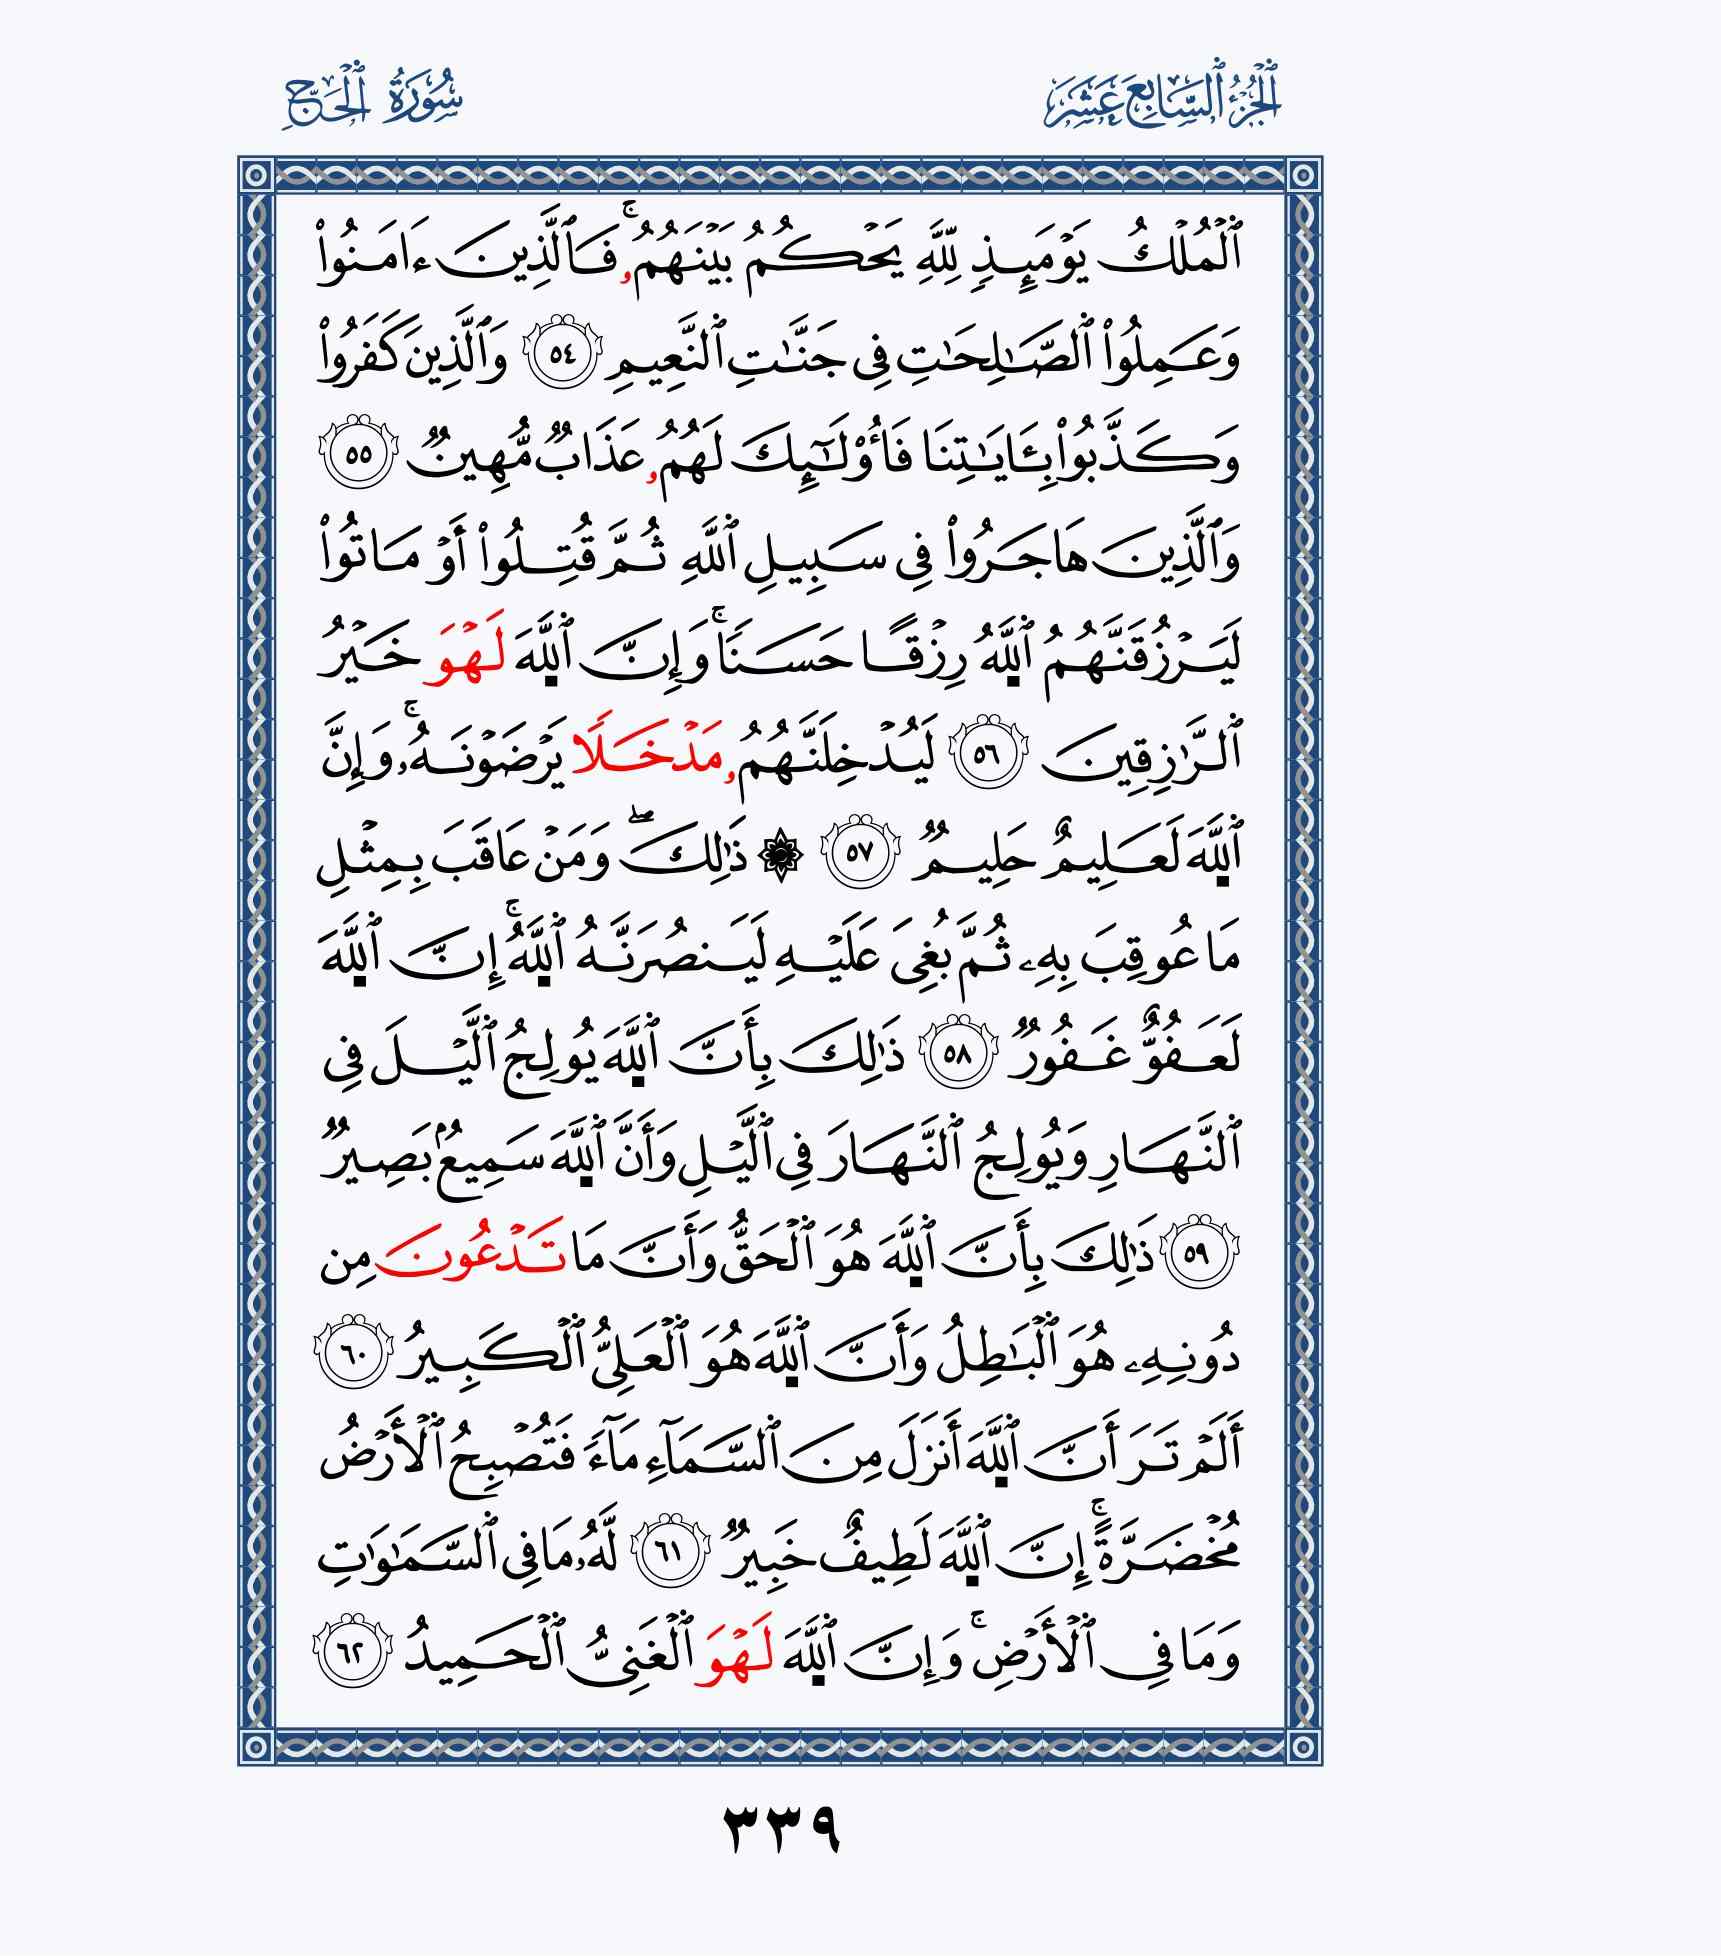 ٱلۡجُزۡءُ ٱلسَّابِعَ عَشَرَ
سُورَةُ ٱلۡحَجِّ
ٱلۡمُلۡكُ يَوۡمَئِذٍ لِّلَّهِ يَحۡكُمُ بَيۡنَهُمُۥۚ فَٱلَّذِينَ ءَامَنُواْ
وَعَمِلُواْ ٱلصَّٰلِحَٰتِ فِي جَنَّٰتِ ٱلنَّعِيمِ ٥٤ وَٱلَّذِينَ كَفَرُواْ
وَكَذَّبُواْ بِـَٔايَٰتِنَا فَأُوْلَٰٓئِكَ لَهُمُۥ عَذَابٞ مُّهِينٞ ٥٥
وَٱلَّذِينَ هَاجَرُواْ فِي سَبِيلِ ٱللَّهِ ثُمَّ قُتِلُواْ أَوۡ مَاتُواْ
لَيَرۡزُقَنَّهُمُ ٱللَّهُ رِزۡقًا حَسَنٗاۚ وَإِنَّ ٱللَّهَ لَهۡوَ خَيۡرُ
ٱلرَّٰزِقِينَ ٥٦ لَيُدۡخِلَنَّهُمُۥ مَدۡخَلٗا يَرۡضَوۡنَهُۥۚ وَإِنَّ
ٱللَّهَ لَعَلِيمٌ حَلِيمٞ ٥٧ ۞ ذَٰلِكَۖ وَمَنۡ عَاقَبَ بِمِثۡلِ
مَا عُوقِبَ بِهِۦ ثُمَّ بُغِيَ عَلَيۡهِ لَيَنصُرَنَّهُ ٱللَّهُۚ إِنَّ ٱللَّهَ
لَعَفُوٌّ غَفُورٞ ٥٨ ذَٰلِكَ بِأَنَّ ٱللَّهَ يُولِجُ ٱلَّيۡلَ فِي
ٱلنَّهَارِ وَيُولِجُ ٱلنَّهَارَ فِي ٱلَّيۡلِ وَأَنَّ ٱللَّهَ سَمِيعُۢ بَصِيرٞ
٥٩ ذَٰلِكَ بِأَنَّ ٱللَّهَ هُوَ ٱلۡحَقُّ وَأَنَّ مَا تَدۡعُونَ مِن
دُونِهِۦ هُوَ ٱلۡبَٰطِلُ وَأَنَّ ٱللَّهَ هُوَ ٱلۡعَلِيُّ ٱلۡكَبِيرُ ٦٠
أَلَمۡ تَرَ أَنَّ ٱللَّهَ أَنزَلَ مِنَ ٱلسَّمَآءِ مَآءٗ فَتُصۡبِحُ ٱلۡأَرۡضُ
مُخۡضَرَّةًۚ إِنَّ ٱللَّهَ لَطِيفٌ خَبِيرٞ ٦١ لَّهُۥ مَا فِي ٱلسَّمَٰوَٰتِ
وَمَا فِي ٱلۡأَرۡضِۚ وَإِنَّ ٱللَّهَ لَهۡوَ ٱلۡغَنِيُّ ٱلۡحَمِيدُ ٦٢
٣٣٩